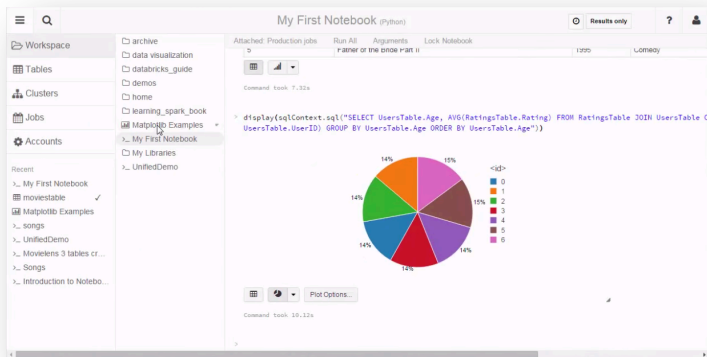 My First Notebook (Python)
Results only
?
Workspace
Tables
Clusters
Jobs
Accounts
Recent
>_ My First Notebook
moviestable ✓
Matplotlib Examples
>_ songs
>_ UnifiedDemo
>_ Movielens 3 tables cr...
>_ Songs
>_ Introduction to Notebo...
archive
data visualization
databricks_guide
demos
home
learning_spark_book
Matplotlib Examples
>_ My First Notebook
My Libraries
>_ UnifiedDemo
Attached: Production jobs Run All Arguments Lock Notebook
5 Father of the Bride Part II 1995 Comedy
Command took 7.32s
> display(sqlContext.sql("SELECT UsersTable.Age, AVG(RatingsTable.Rating) FROM RatingsTable JOIN UsersTable O
UsersTable.UserID) GROUP BY UsersTable.Age ORDER BY UsersTable.Age"))
14% 15%
14% 15%
14% 14%
14%
<id>
0
1
2
3
4
5
6
Plot Options...
Command took 10.12s
>